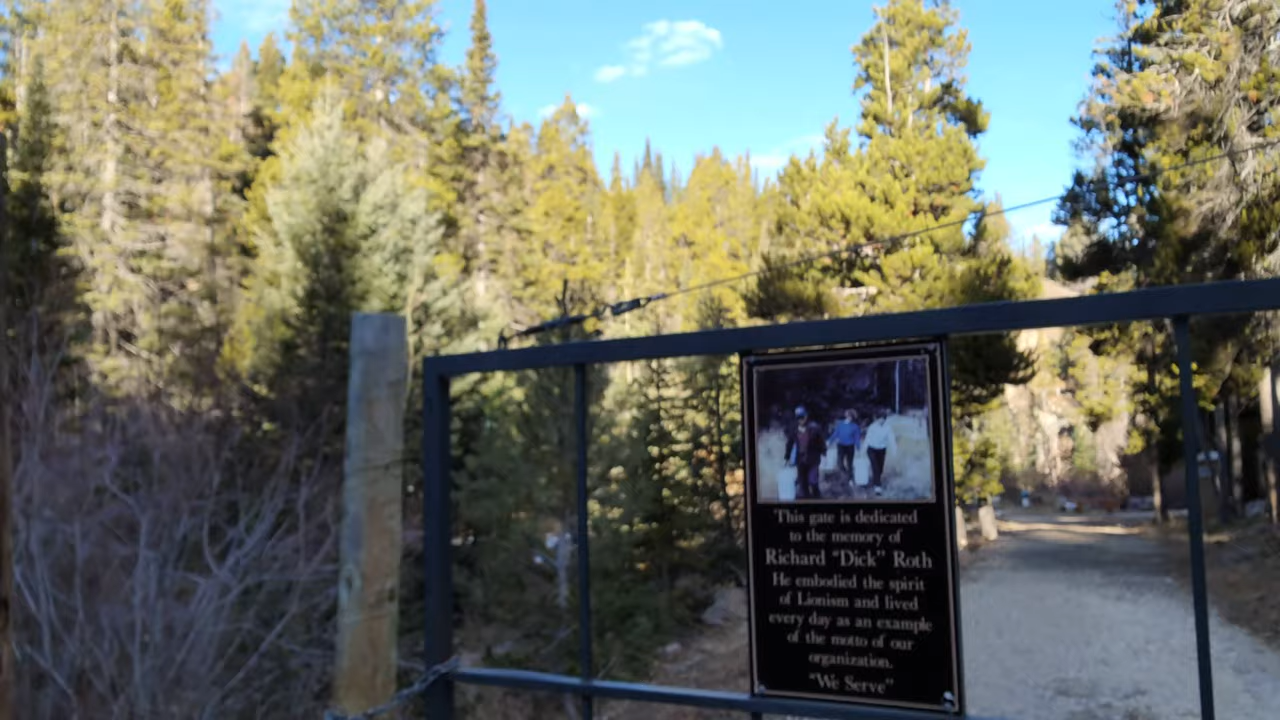 This gate is dedicated
to the memory of
Richard "Dick" Roth
He embodied the spirit
of Lionism and lived
every day as an example
of the motto of our
organization.
"We Serve"